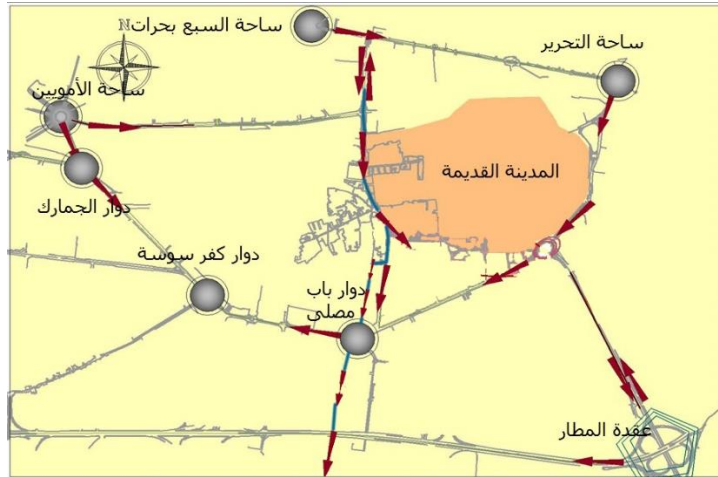 ساحة السبع بحرات
N
ساحة التحرير
ساحة الأمويين
المدينة القديمة
دوار الجمارك
دوار كفر سوسة
دوار باب
مصلى
عقدة المطار